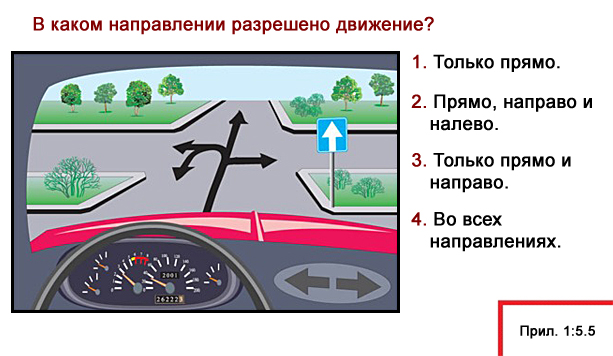 В каком направлении разрешено движение?
1. Только прямо.
2. Прямо, направо и
налево.
3. Только прямо и
направо.
4. Во всех
направлениях.
2001
262223
Прил. 1:5.5